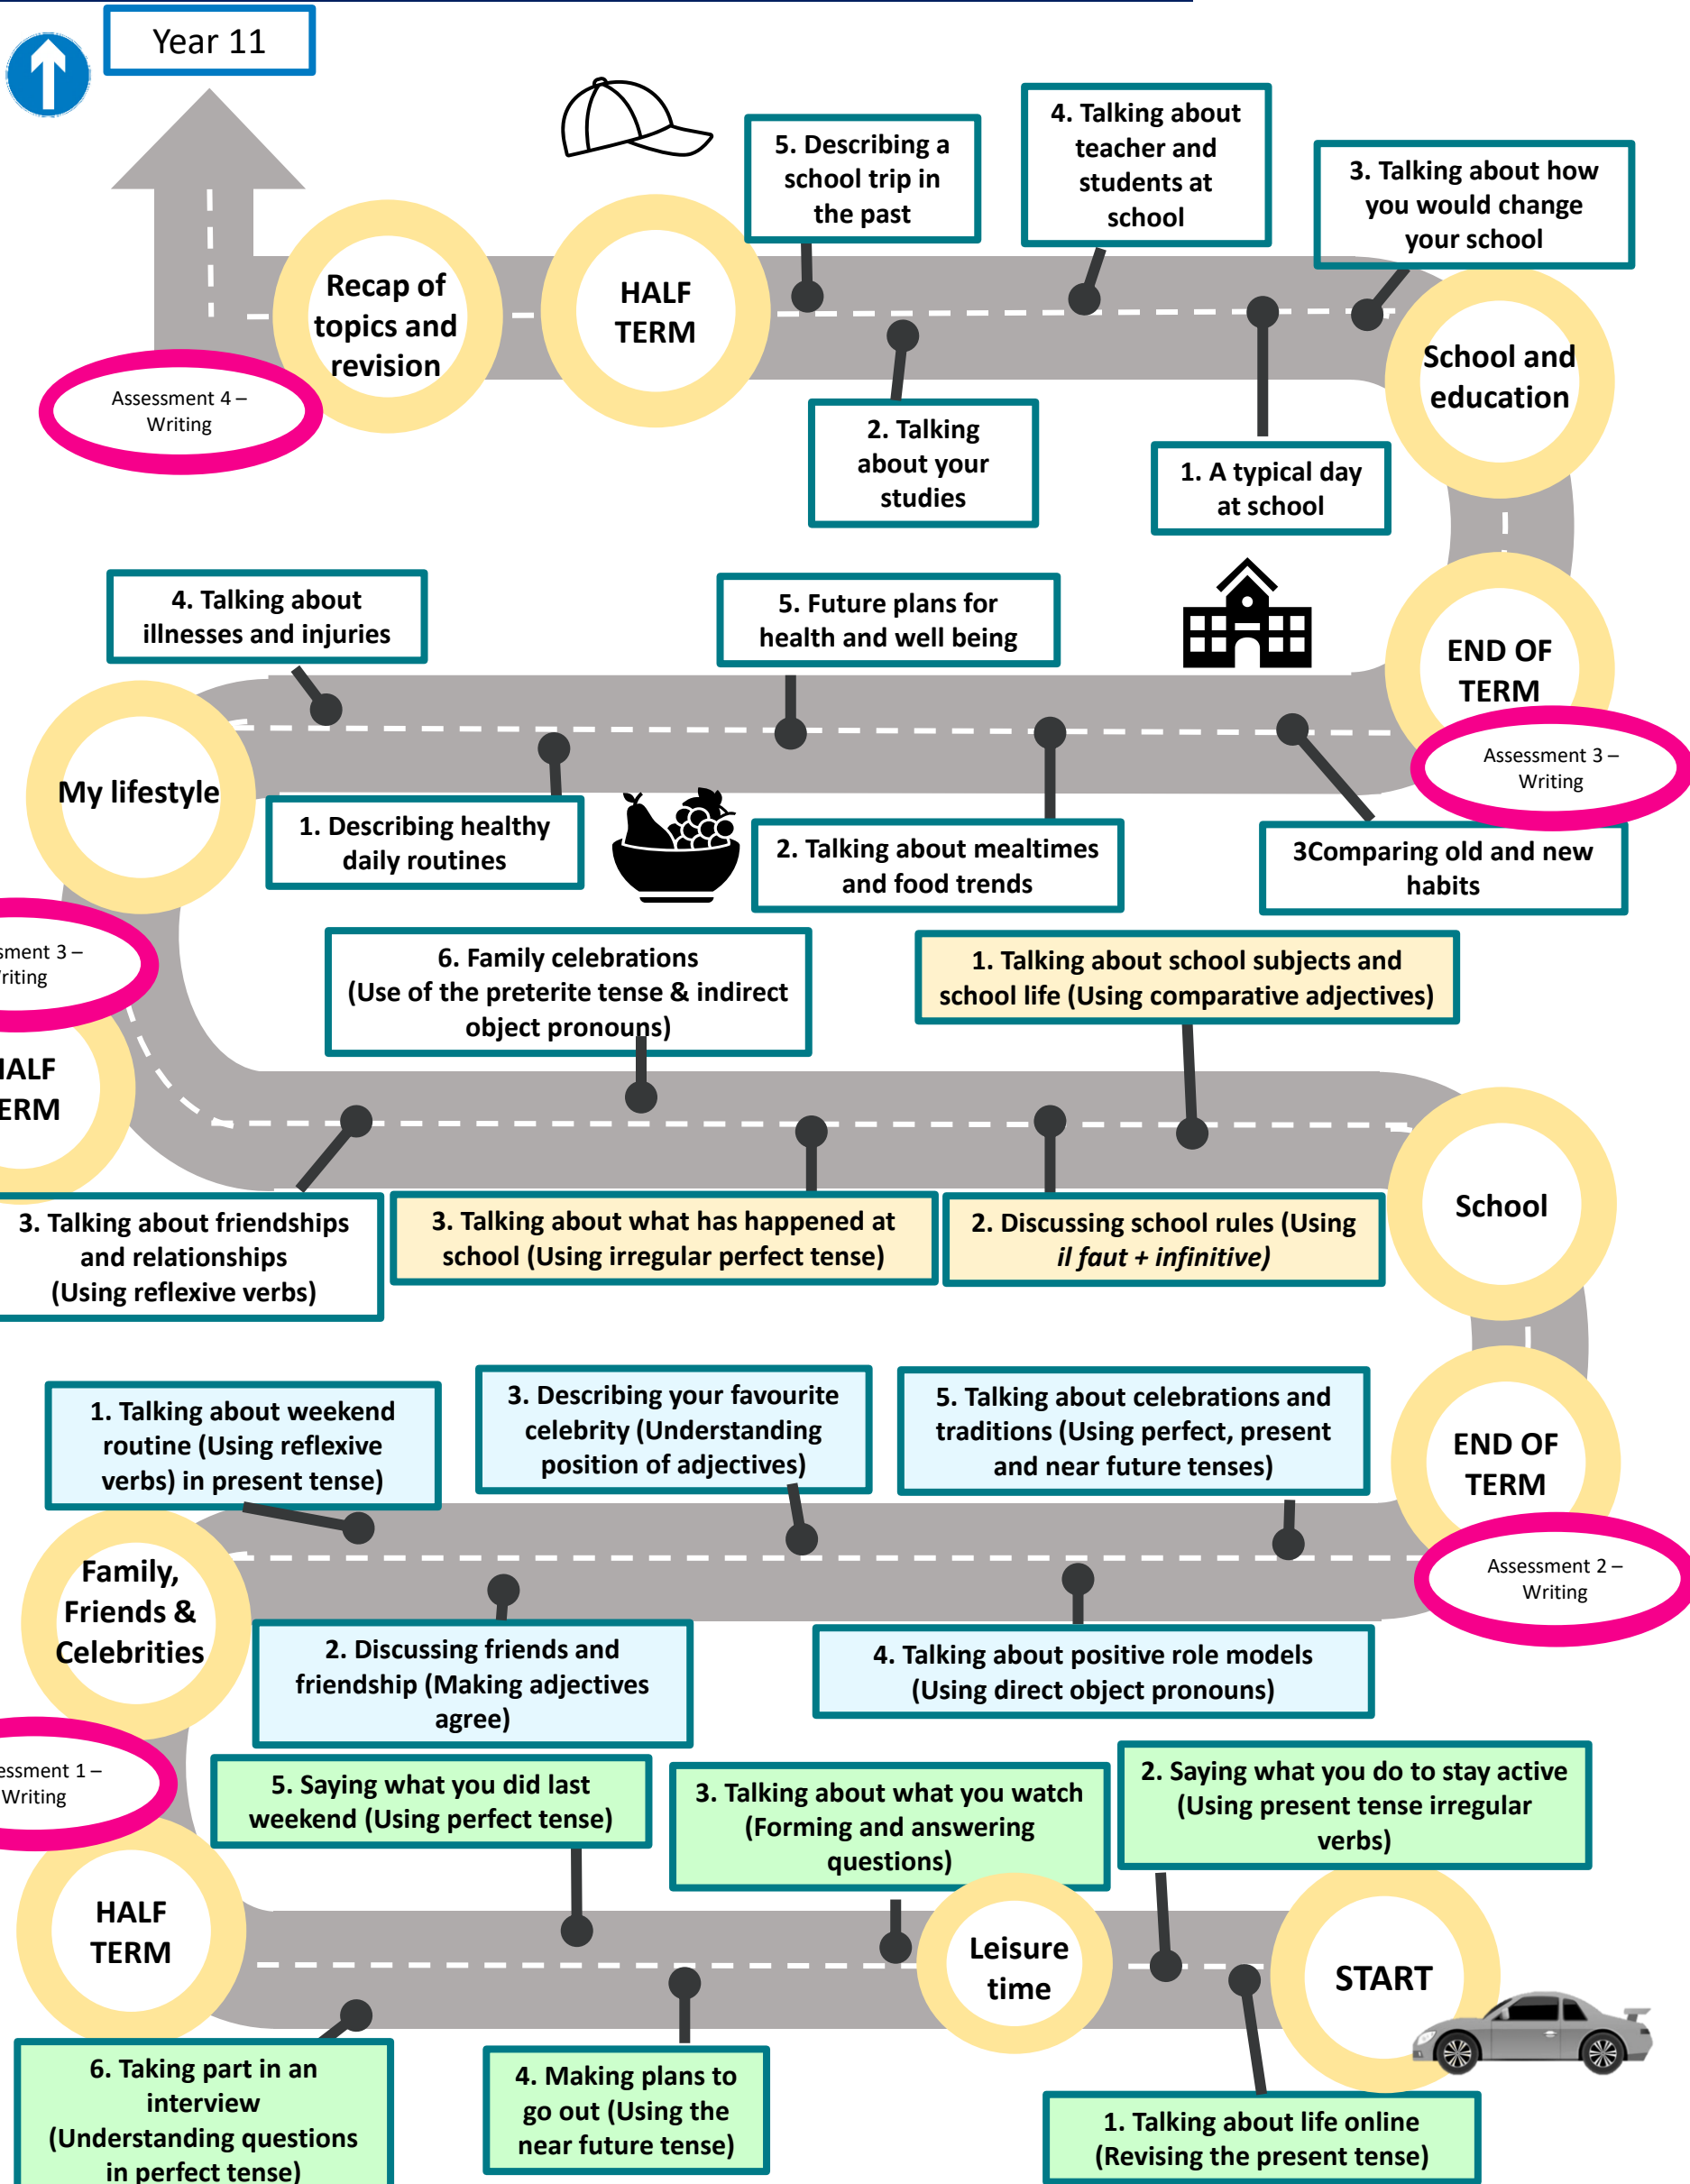 Year 11
5. Describing a
school trip in
the past
4. Talking about
teacher and
students at
school
3. Talking about how
you would change
your school
Recap of
topics and
revision
HALF
TERM
School and
education
Assessment 4 –
Writing
2. Talking
about your
studies
1. A typical day
at school
4. Talking about
illnesses and injuries
5. Future plans for
health and well being
END OF
TERM
Assessment 3 –
Writing
My lifestyle
1. Describing healthy
daily routines
2. Talking about mealtimes
and food trends
3Comparing old and new
habits
sment 3 –
riting
6. Family celebrations
(Use of the preterite tense & indirect
object pronouns)
1. Talking about school subjects and
school life (Using comparative adjectives)
HALF
ERM
School
3. Talking about friendships
and relationships
(Using reflexive verbs)
3. Talking about what has happened at
school (Using irregular perfect tense)
2. Discussing school rules (Using
il faut + infinitive)
1. Talking about weekend
routine (Using reflexive
verbs) in present tense)
3. Describing your favourite
celebrity (Understanding
position of adjectives)
5. Talking about celebrations and
traditions (Using perfect, present
and near future tenses)
END OF
TERM
Assessment 2 –
Writing
Family,
Friends &
Celebrities
2. Discussing friends and
friendship (Making adjectives
agree)
4. Talking about positive role models
(Using direct object pronouns)
essment 1 –
Writing
5. Saying what you did last
weekend (Using perfect tense)
3. Talking about what you watch
(Forming and answering
questions)
2. Saying what you do to stay active
(Using present tense irregular
verbs)
HALF
TERM
Leisure
time
START
6. Taking part in an
interview
(Understanding questions
in perfect tense)
4. Making plans to
go out (Using the
near future tense)
1. Talking about life online
(Revising the present tense)